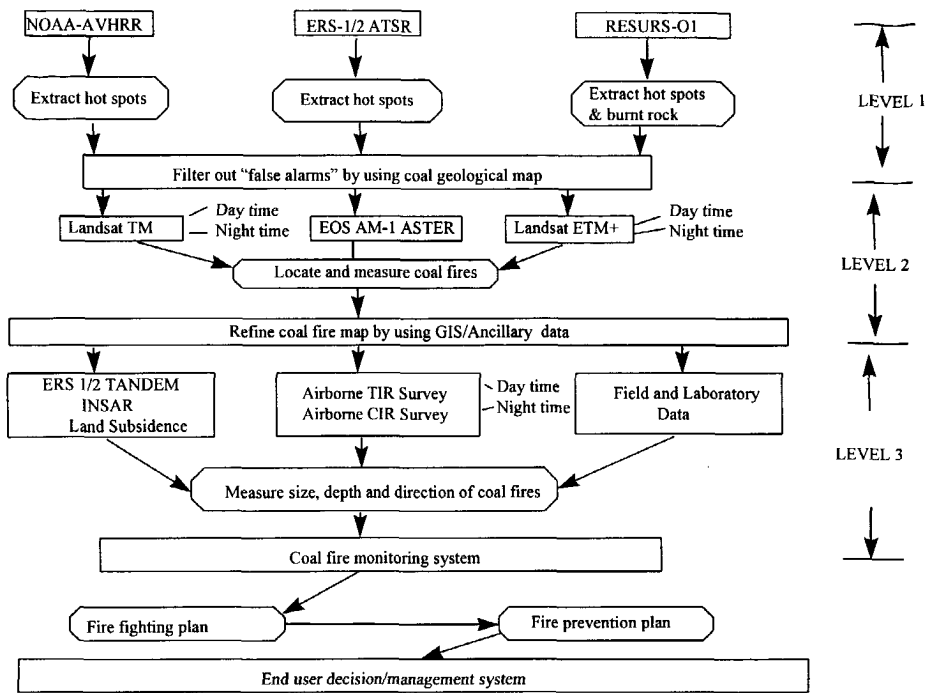 NOAA-AVHRR
ERS-1/2 ATSR
RESURS-O1
Extract hot spots
Extract hot spots
Extract hot spots
& burnt rock
LEVEL 1
Filter out "false alarms" by using coal geological map
Landsat TM
Day time
Night time
EOS AM-1 ASTER
Landsat ETM+
Day time
Night time
LEVEL 2
Locate and measure coal fires
Refine coal fire map by using GIS/Ancillary data
ERS 1/2 TANDEM
INSAR
Land Subsidence
Airborne TIR Survey
Airborne CIR Survey
Day time
Night time
Field and Laboratory
Data
LEVEL 3
Measure size, depth and direction of coal fires
Coal fire monitoring system
Fire fighting plan
Fire prevention plan
End user decision/management system